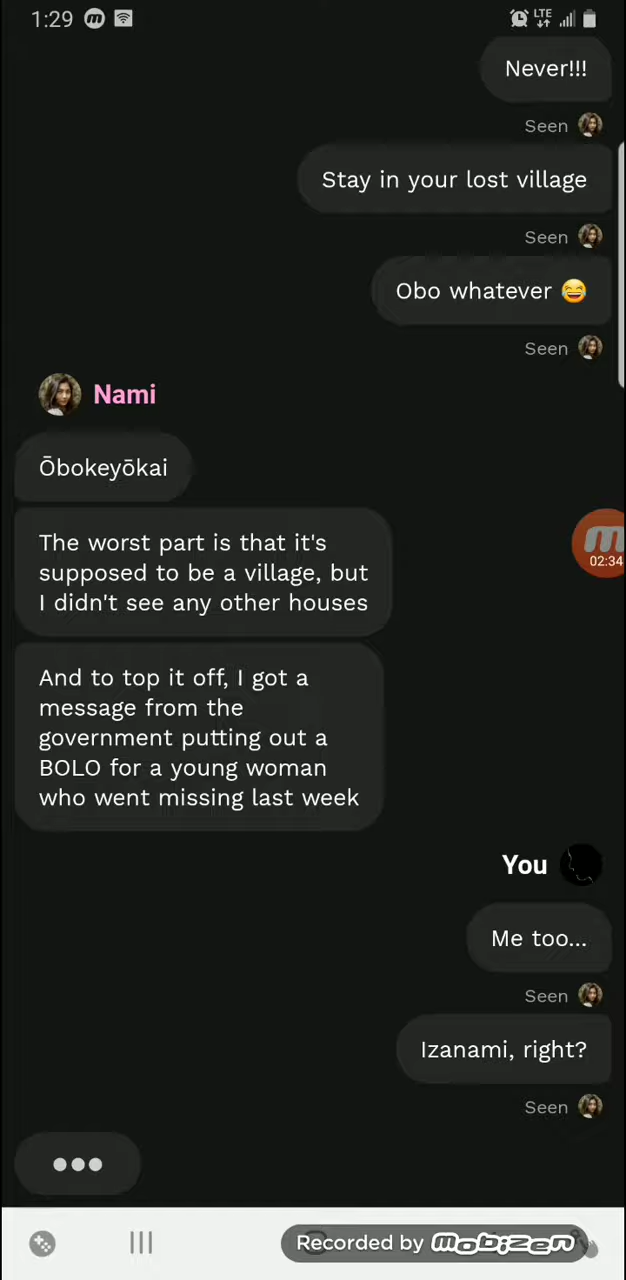 1:29
LTE
Never!!!
Seen
Stay in your lost village
Seen
Obo whatever 😂
Seen
Nami
Ōbokeyōkai
The worst part is that it's
supposed to be a village, but
I didn't see any other houses
And to top it off, I got a
message from the
government putting out a
BOLO for a young woman
who went missing last week
You
Me too...
Seen
Izanami, right?
Seen
02:34
Recorded by mobizen